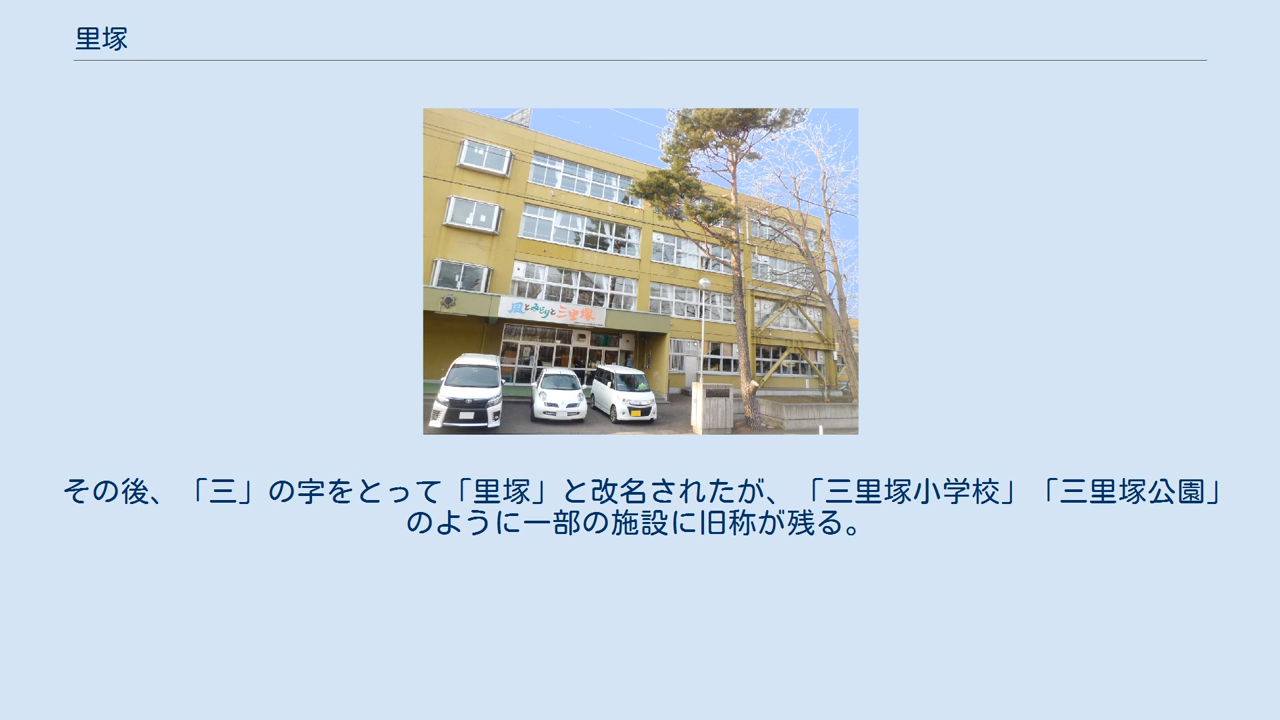 里塚
風とみどりと三里塚
その後、「三」の字をとって「里塚」と改名されたが、「三里塚小学校」「三里塚公園」
のように一部の施設に旧称が残る。